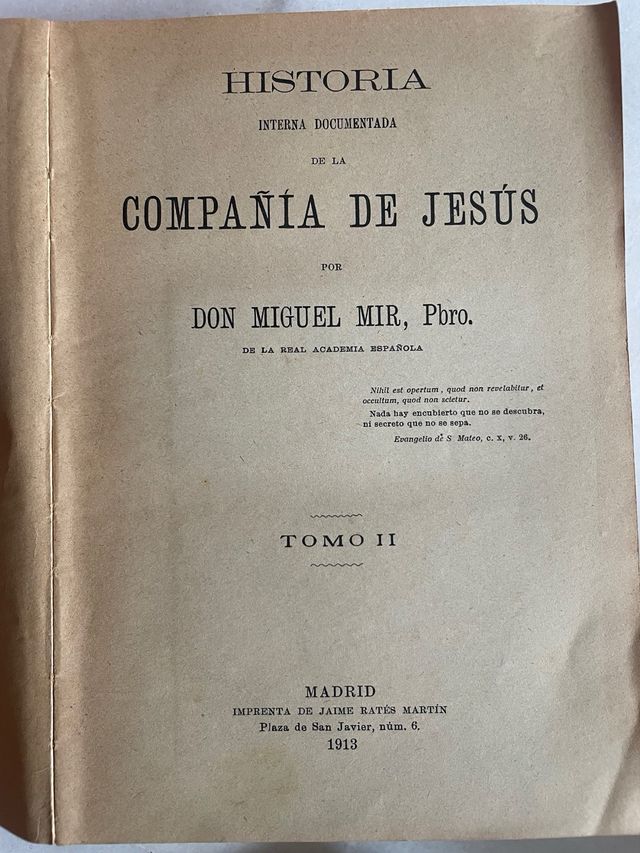 HISTORIA
INTERNA DOCUMENTADA
DE LA
COMPAÑÍA DE JESÚS
POR
DON MIGUEL MIR, Pbro.
DE LA REAL ACADEMIA ESPAÑOLA
Nihil est opertum, quod non revelabitur, et
occultum, quod non scietur.
Nada hay encubierto que no se descubra,
ni secreto que no se sepa.
Evangelio de S Mateo, c. x, v. 26.
TOMO II
MADRID
IMPRENTA DE JAIME RATÉS MARTÍN
Plaza de San Javier, núm. 6.
1913